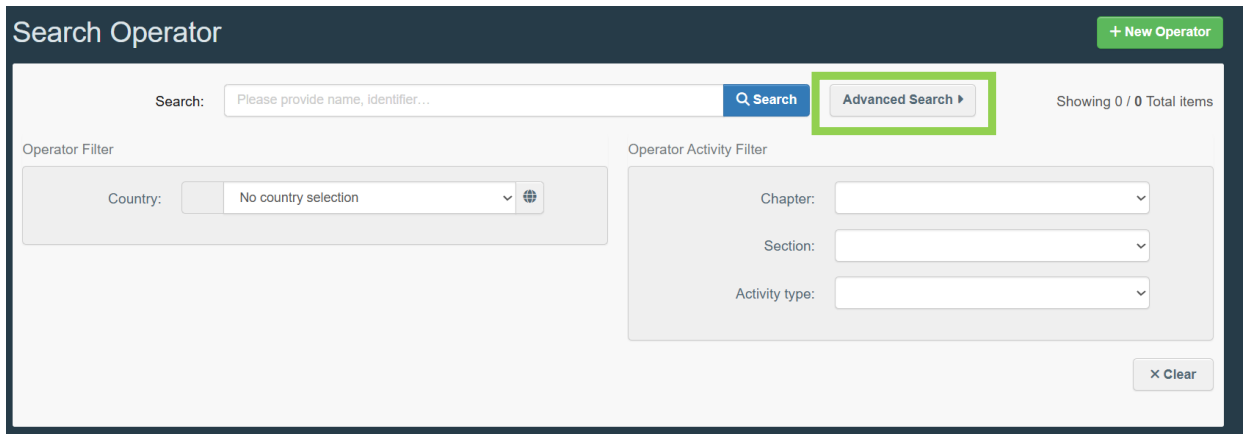 Search Operator
+ New Operator
Search:
Please provide name, identifier...
Search
Advanced Search
Showing 0 / 0 Total items
Operator Filter
Operator Activity Filter
Country:
No country selection
Chapter:
Section:
Activity type:
× Clear